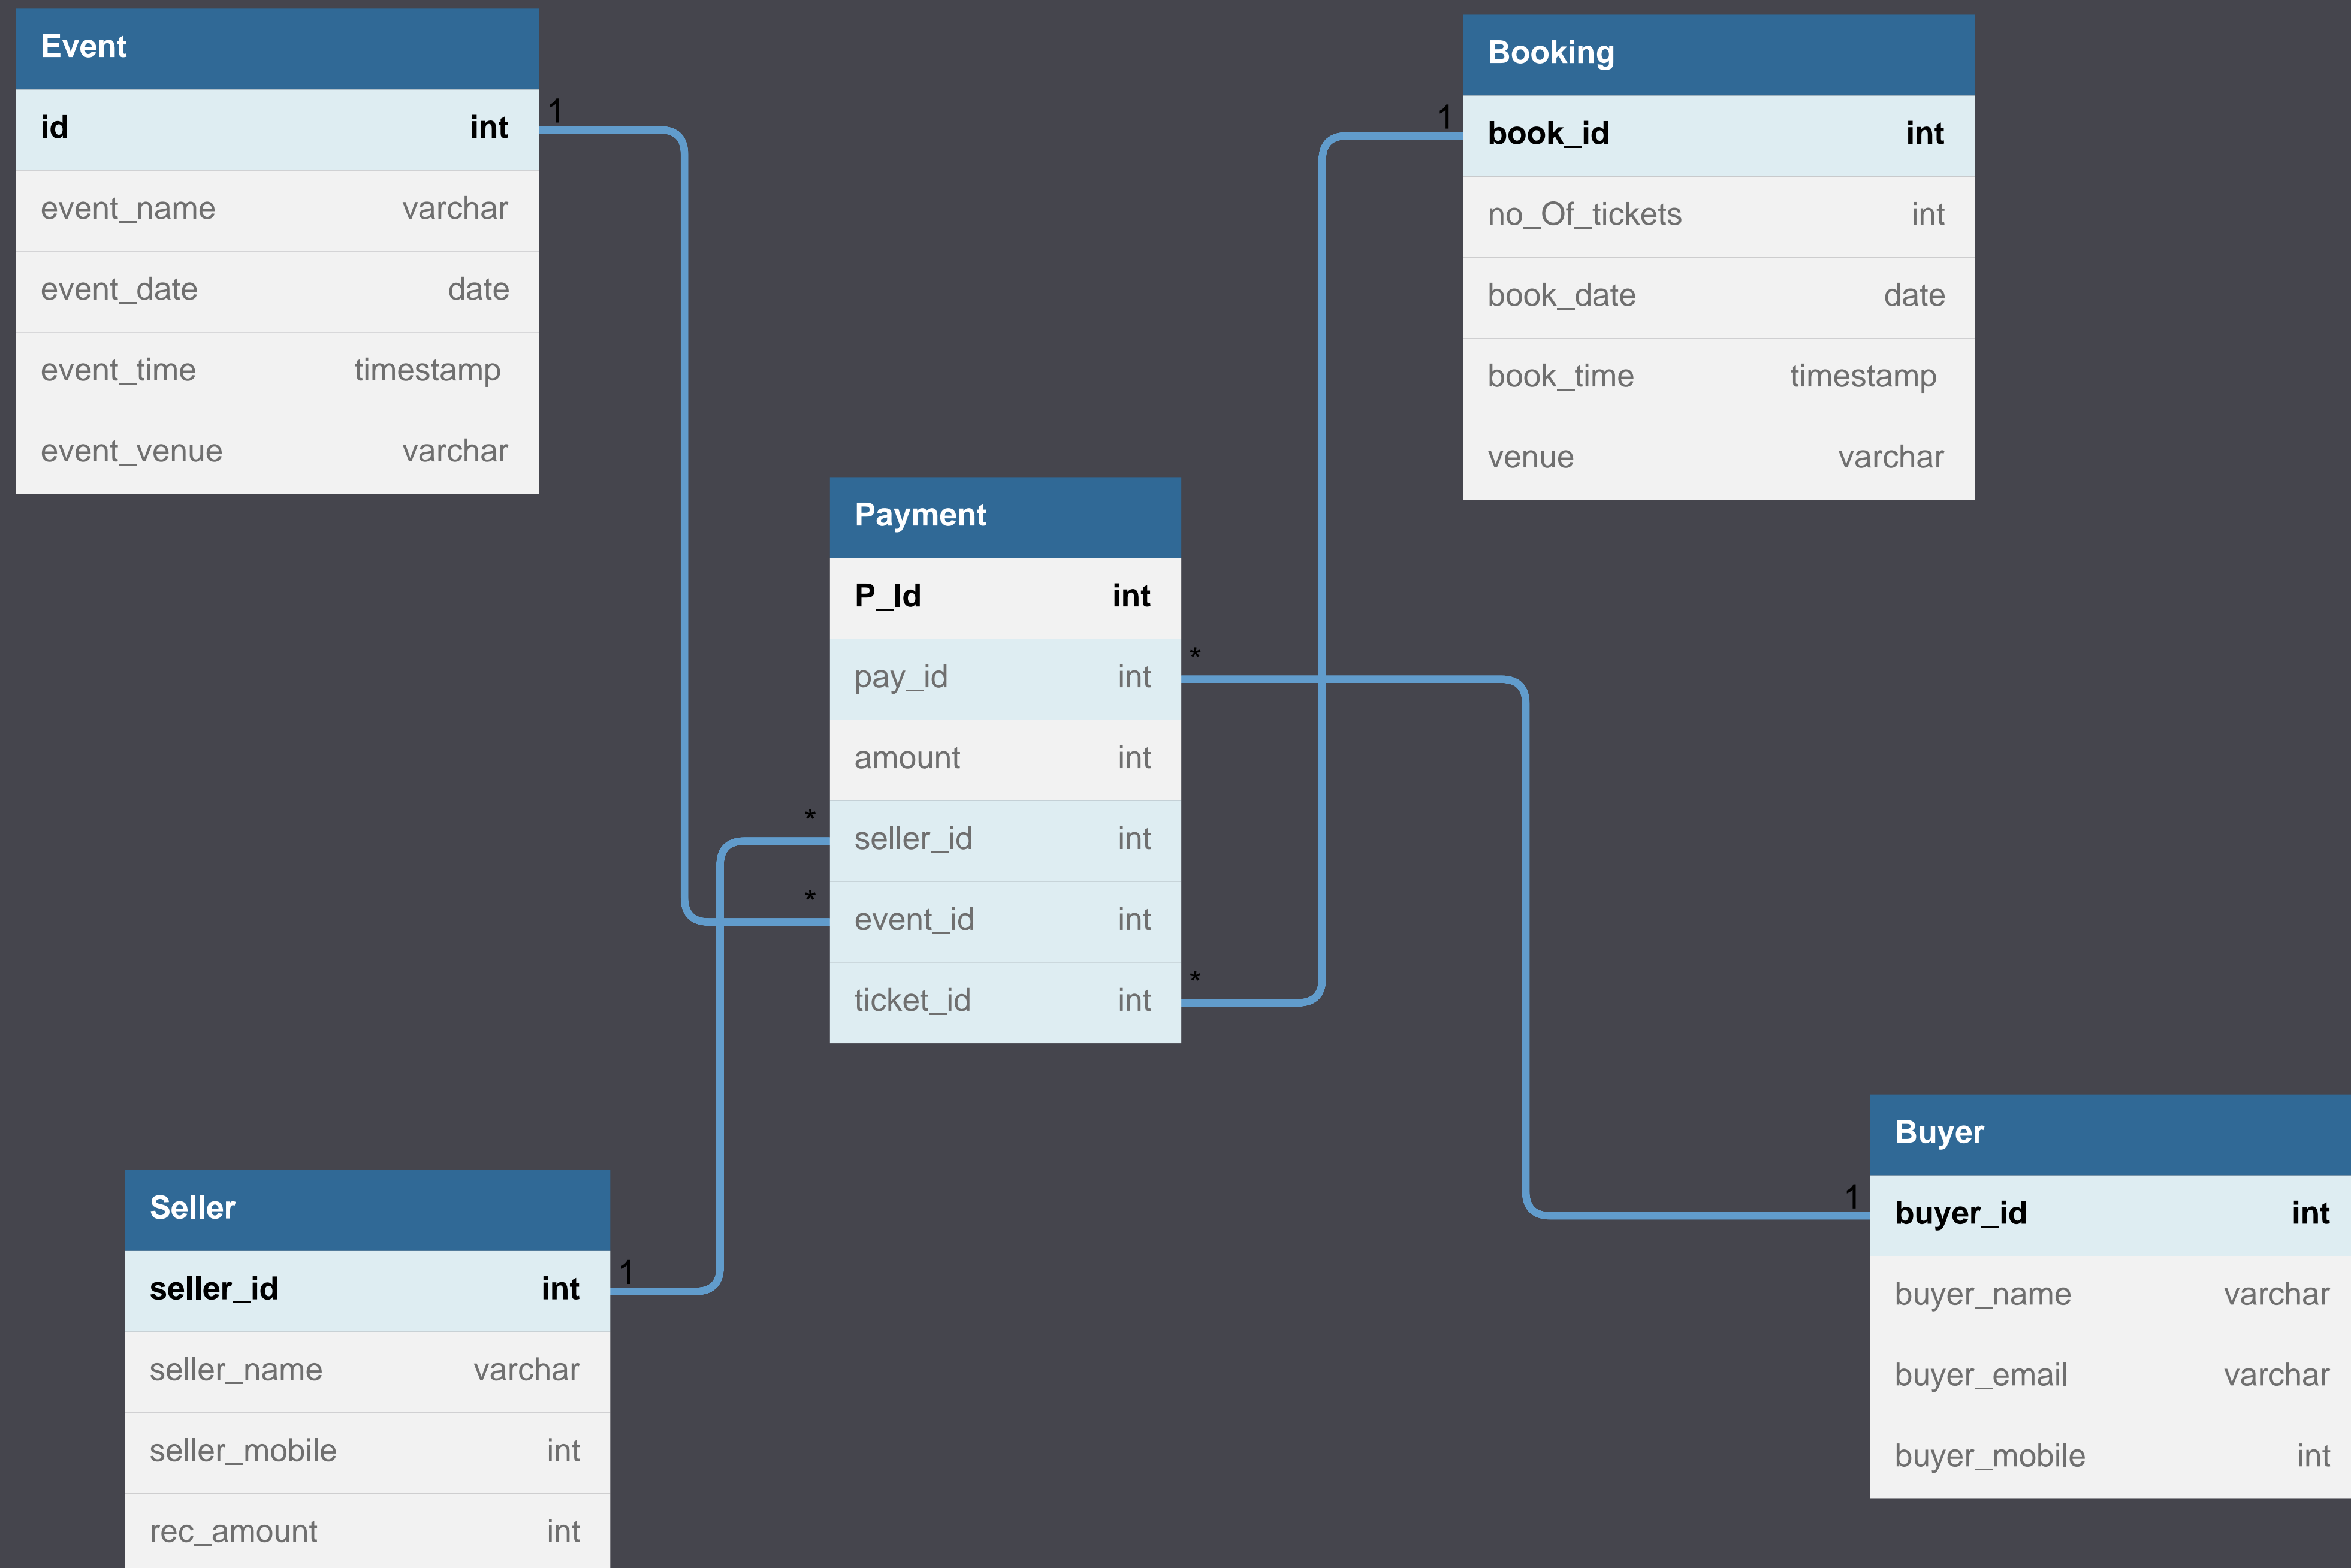 Event
id int
event_name varchar
event_date date
event_time timestamp
event_venue varchar
1
Booking
book_id int
no_Of_tickets int
book_date date
book_time timestamp
venue varchar
1
Payment
P_Id int
pay_id int
amount int
seller_id int
event_id int
ticket_id int
*
*
*
*
Seller
seller_id int
seller_name varchar
seller_mobile int
rec_amount int
1
Buyer
buyer_id int
buyer_name varchar
buyer_email varchar
buyer_mobile int
1